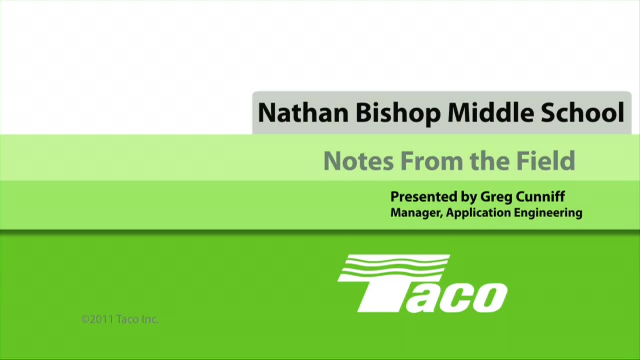 Nathan Bishop Middle School
Notes From the Field
Presented by Greg Cunniff
Manager, Application Engineering
Taco
©2011 Taco Inc.